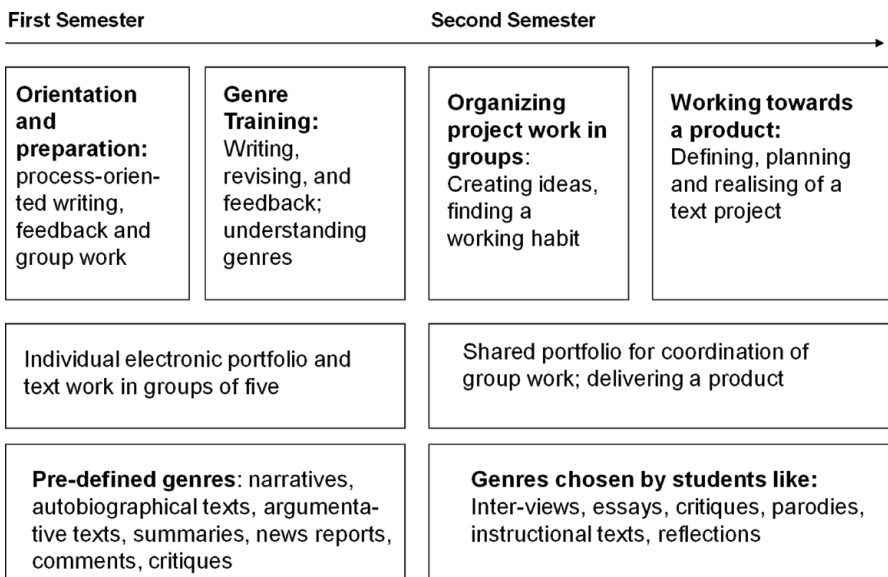 First Semester
Second Semester
Orientation
and
preparation:
process-orien-
ted writing,
feedback and
group work
Genre
Training:
Writing,
revising, and
feedback;
understanding
genres
Organizing
project work in
groups:
Creating ideas,
finding a
working habit
Working towards
a product:
Defining, planning
and realising of a
text project
Individual electronic portfolio and
text work in groups of five
Shared portfolio for coordination of
group work; delivering a product
Pre-defined genres: narratives,
autobiographical texts, argumenta-
tive texts, summaries, news reports,
comments, critiques
Genres chosen by students like:
Inter-views, essays, critiques, parodies,
instructional texts, reflections